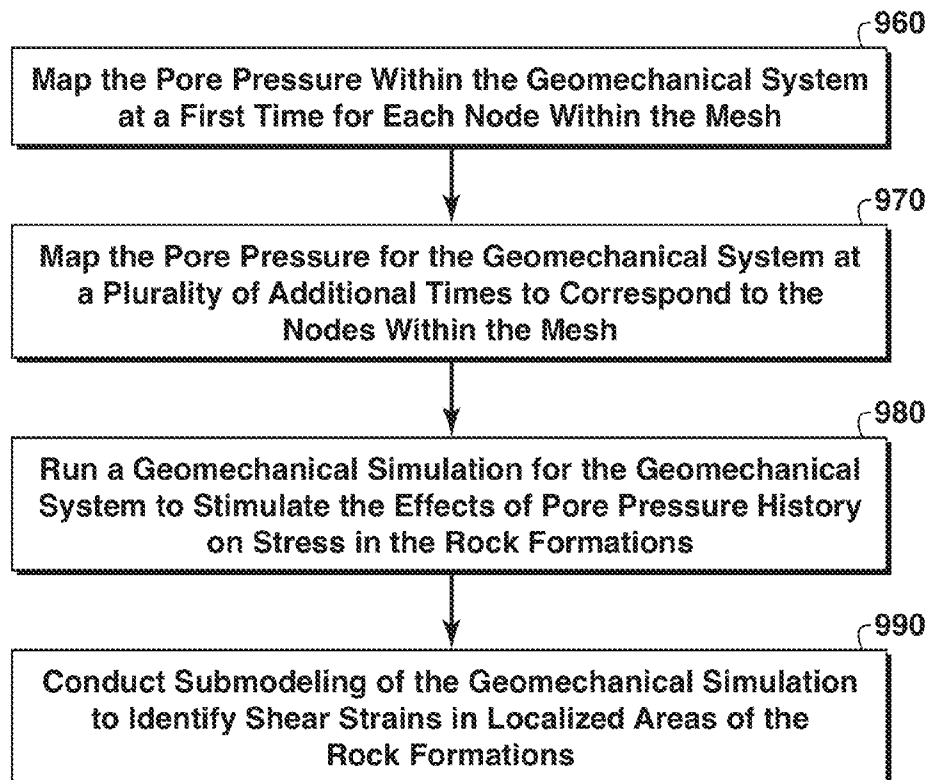 960
Map the Pore Pressure Within the Geomechanical System
at a First Time for Each Node Within the Mesh
970
Map the Pore Pressure for the Geomechanical System at
a Plurality of Additional Times to Correspond to the
Nodes Within the Mesh
980
Run a Geomechanical Simulation for the Geomechanical
System to Stimulate the Effects of Pore Pressure History
on Stress in the Rock Formations
990
Conduct Submodeling of the Geomechanical Simulation
to Identify Shear Strains in Localized Areas of the
Rock Formations